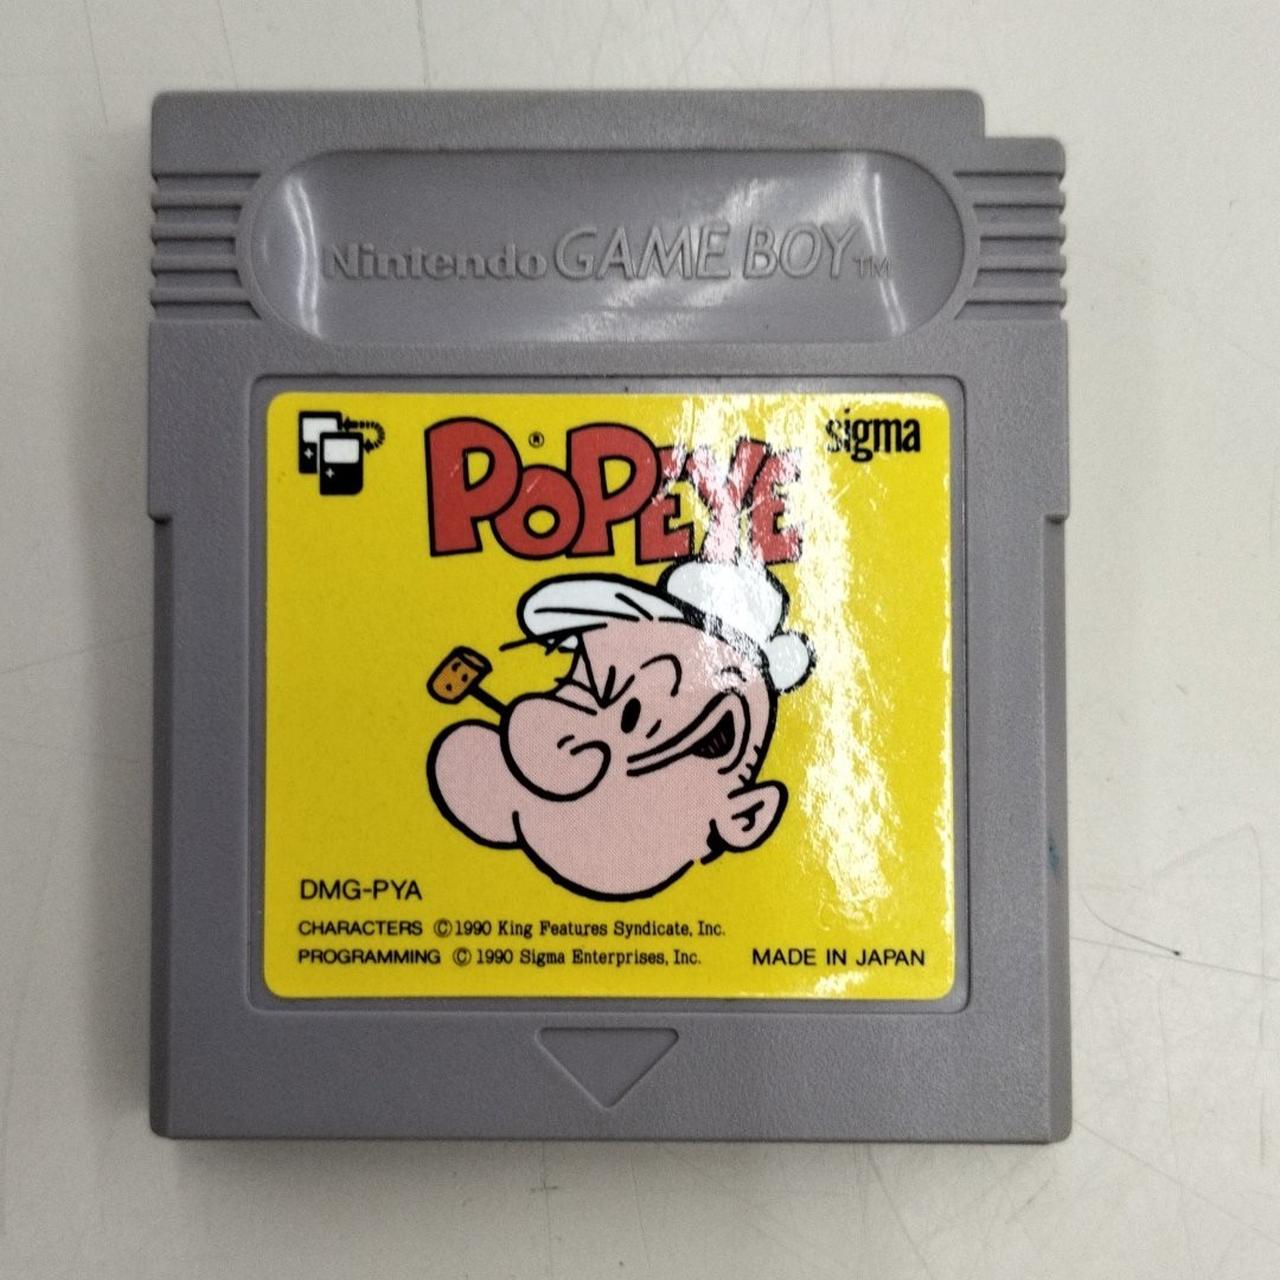 Nintendo GAME BOY™
POPEYE®
sigma
DMG-PYA
CHARACTERS ©1990 King Features Syndicate, Inc.
PROGRAMMING © 1990 Sigma Enterprises, Inc.
MADE IN JAPAN